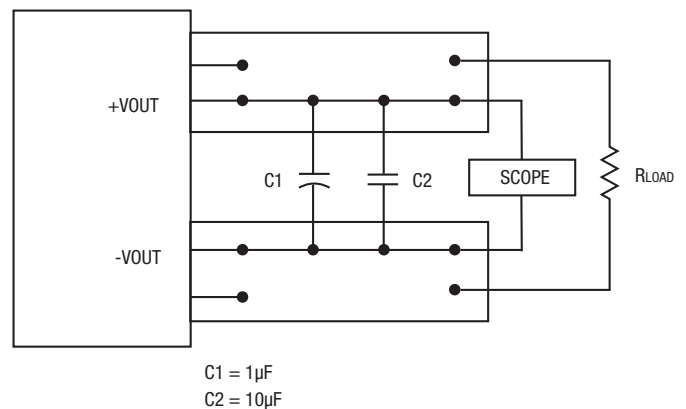 +VOUT
C1
C2
SCOPE
RLOAD
-VOUT
C1 = 1µF
C2 = 10µF